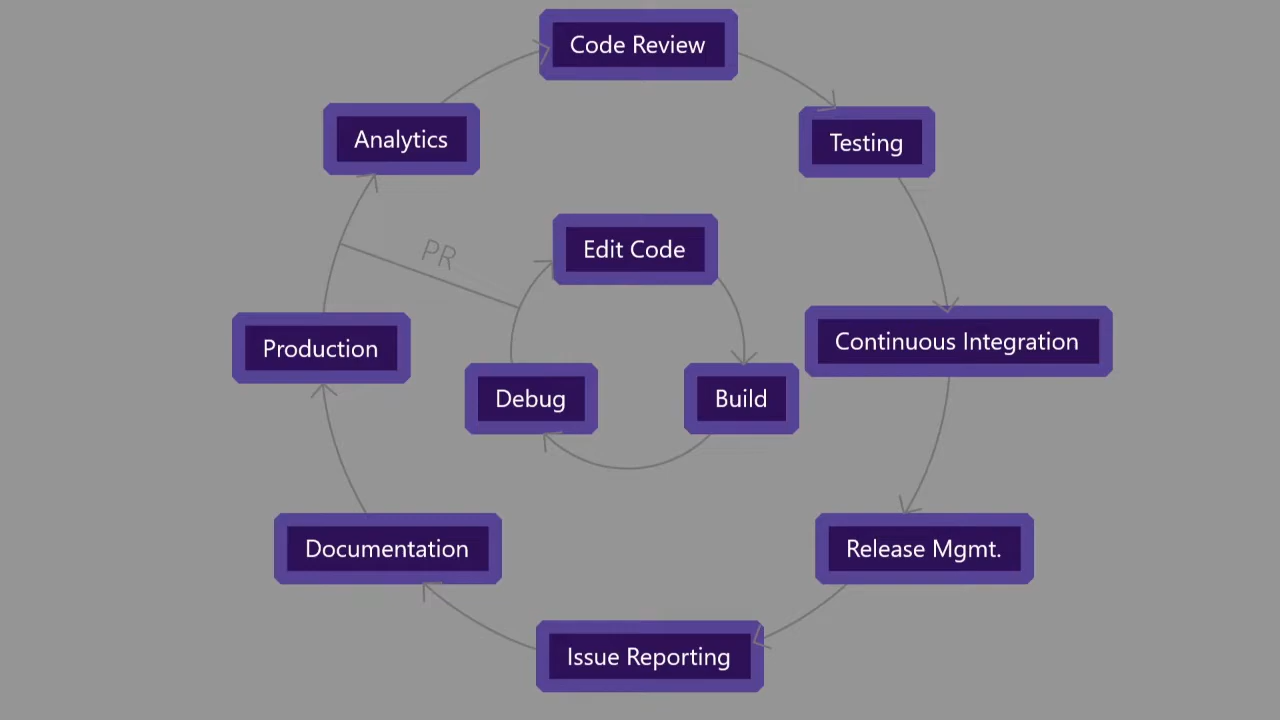 Code Review
Analytics
Testing
Edit Code
PR
Production
Continuous Integration
Debug
Build
Documentation
Release Mgmt.
Issue Reporting